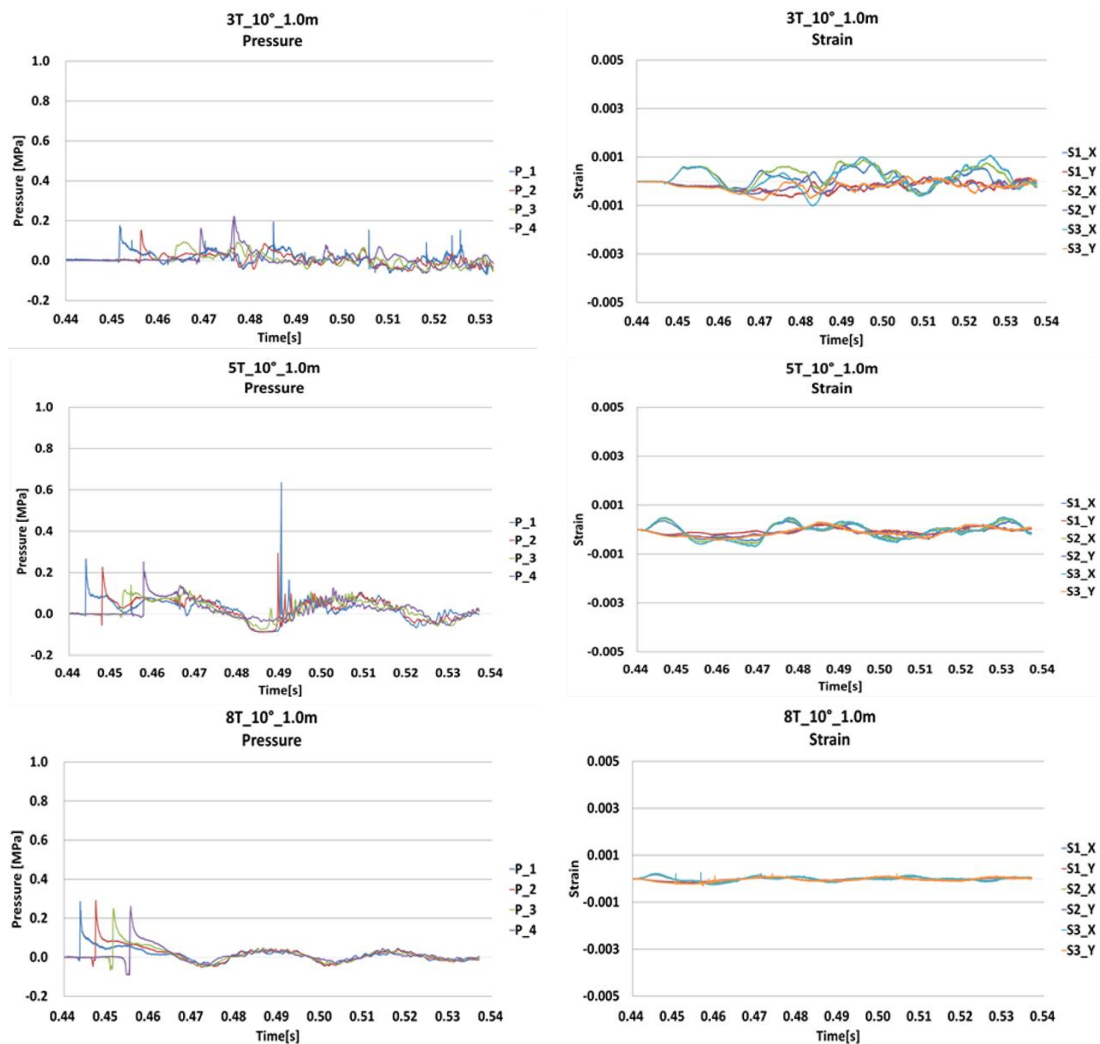 3T_10°_1.0m
Pressure
Pressure [MPa]
1.0
0.8
0.6
0.4
0.2
0.0
-0.2
0.44 0.45 0.46 0.47 0.48 0.49 0.50 0.51 0.52 0.53
Time[s]
P_1
P_2
P_3
P_4
3T_10°_1.0m
Strain
Strain
0.005
0.003
0.001
-0.001
-0.003
-0.005
0.44 0.45 0.46 0.47 0.48 0.49 0.50 0.51 0.52 0.53 0.54
Time[s]
S1_X
S1_Y
S2_X
S2_Y
S3_X
S3_Y
5T_10°_1.0m
Pressure
Pressure [MPa]
1.0
0.8
0.6
0.4
0.2
0.0
-0.2
0.44 0.45 0.46 0.47 0.48 0.49 0.50 0.51 0.52 0.53 0.54
Time[s]
P_1
P_2
P_3
P_4
5T_10°_1.0m
Strain
Strain
0.005
0.003
0.001
-0.001
-0.003
-0.005
0.44 0.45 0.46 0.47 0.48 0.49 0.50 0.51 0.52 0.53 0.54
Time[s]
S1_X
S1_Y
S2_X
S2_Y
S3_X
S3_Y
8T_10°_1.0m
Pressure
Pressure [MPa]
1.0
0.8
0.6
0.4
0.2
0.0
-0.2
0.44 0.45 0.46 0.47 0.48 0.49 0.50 0.51 0.52 0.53 0.54
Time[s]
P_1
P_2
P_3
P_4
8T_10°_1.0m
Strain
Strain
0.005
0.003
0.001
-0.001
-0.003
-0.005
0.44 0.45 0.46 0.47 0.48 0.49 0.50 0.51 0.52 0.53 0.54
Time[s]
S1_X
S1_Y
S2_X
S2_Y
S3_X
S3_Y